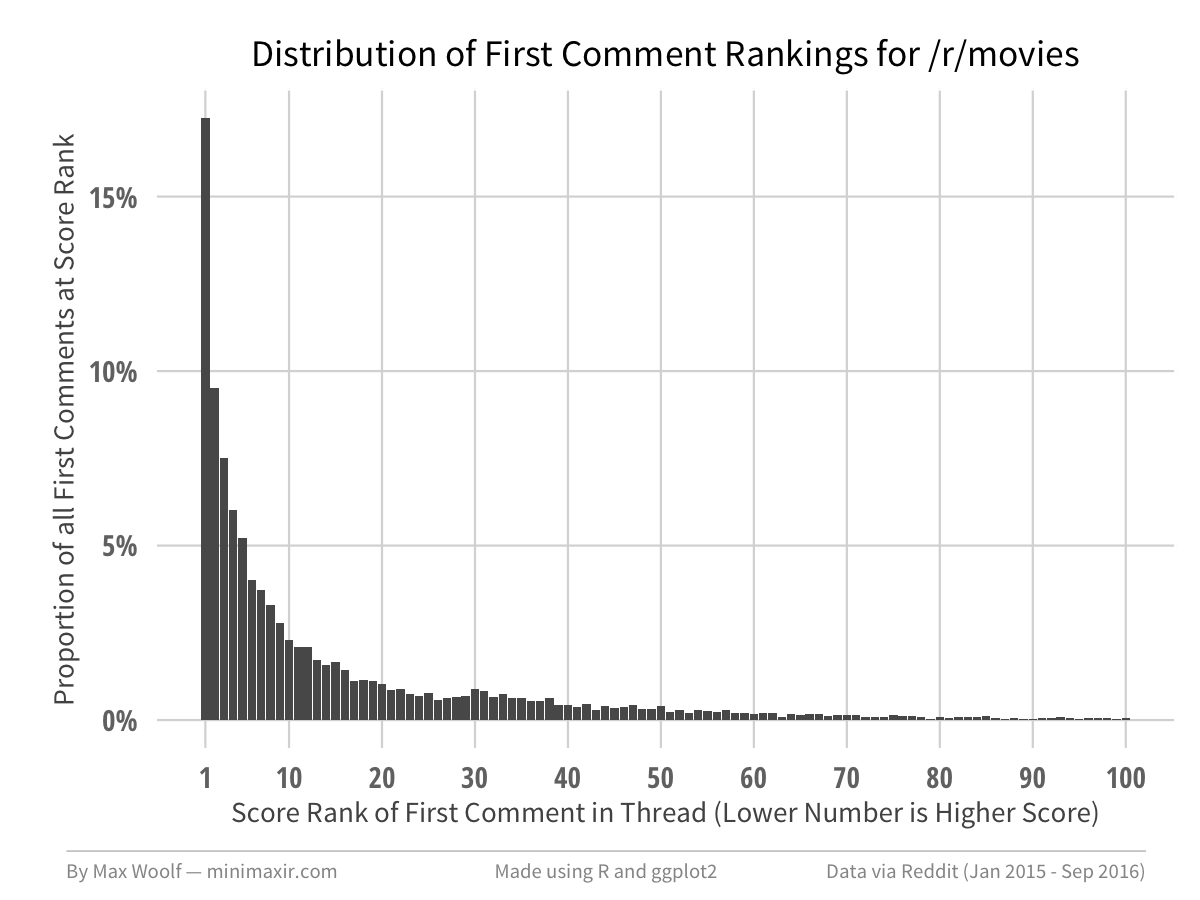 Distribution of First Comment Rankings for /r/movies
Proportion of all First Comments at Score Rank
15%
10%
5%
0%
1 10 20 30 40 50 60 70 80 90 100
Score Rank of First Comment in Thread (Lower Number is Higher Score)
By Max Woolf — minimaxir.com
Made using R and ggplot2
Data via Reddit (Jan 2015 - Sep 2016)